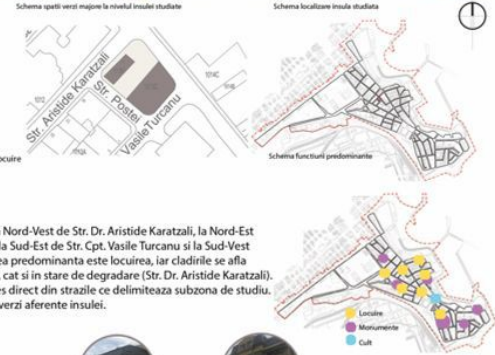 Schema spatii verzi majore la nivelul insulei studiate
Schema localizare insula studiata
Str. Aristide Karatzali
Str. Postei
Vasile Turcanu
ocuire
Schema functiuni predominante
Nord-Vest de Str. Dr. Aristide Karatzali, la Nord-Est
la Sud-Est de Str. Cpt. Vasile Turcanu si la Sud-Vest
ea predominanta este locuirea, iar cladirile se afla
cat si in stare de degradare (Str. Dr. Aristide Karatzali).
es direct din strazile ce delimiteaza subzona de studiu.
verzi aferente insulei.
Locuire
Monumente
Cult